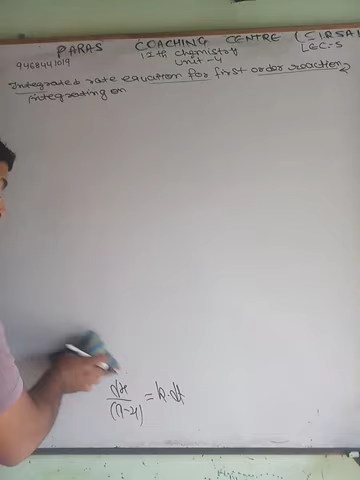 PARAS COACHING CENTRE (SIRSA)
9468441019 12th chemistry LEC-5
Unit-4
Integrated rate equation for first order reaction
integrating on
dx/(a-x) = k.dt